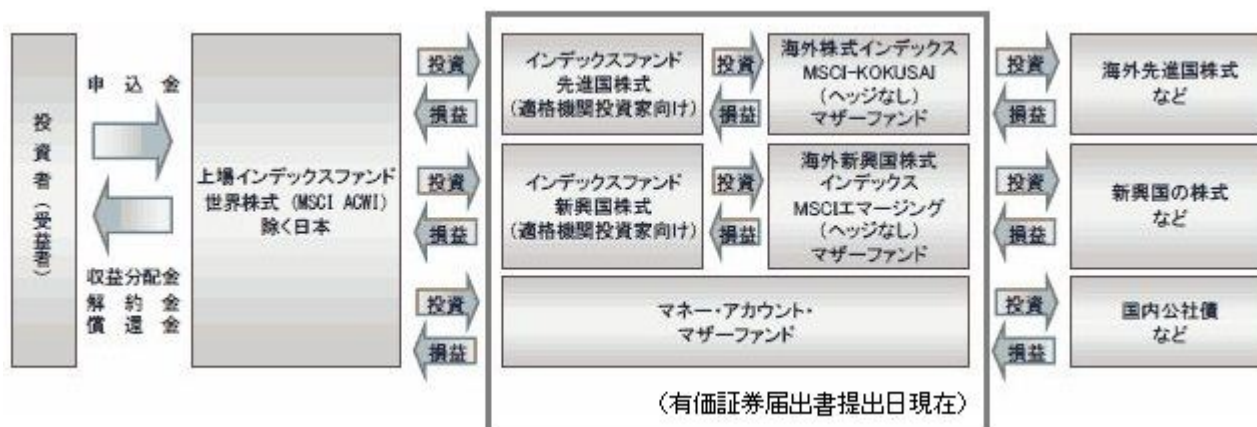 投資者(受益者)
申込金
収益分配金
解約金
償還金
上場インデックスファンド
世界株式(MSCI ACWI)
除く日本
投資
損益
インデックスファンド
先進国株式
(適格機関投資家向け)
投資
損益
海外株式インデックス
MSCI-KOKUSAI
(ヘッジなし)
マザーファンド
投資
損益
海外先進国株式
など
投資
損益
インデックスファンド
新興国株式
(適格機関投資家向け)
投資
損益
海外新興国株式
インデックス
MSCIエマージング
(ヘッジなし)
マザーファンド
投資
損益
新興国の株式
など
投資
損益
マネー・アカウント・
マザーファンド
投資
損益
国内公社債
など
(有価証券届出書提出日現在)